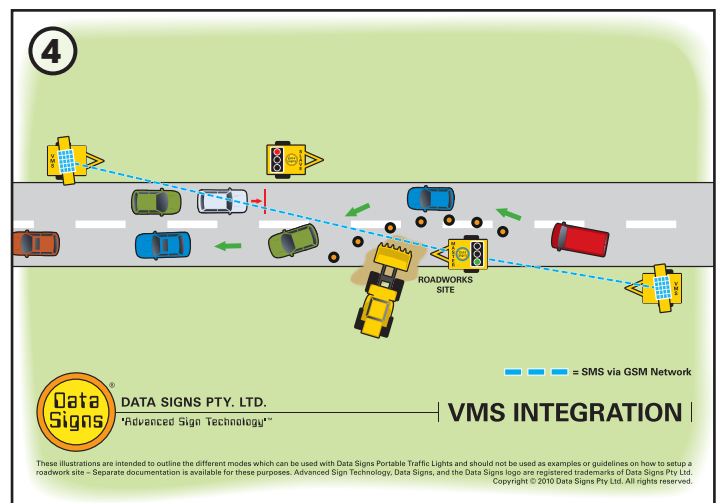 4
VMS
SLAVE
MASTER
ROADWORKS
SITE
VMS
= SMS via GSM Network
Data
Signs
®
DATA SIGNS PTY. LTD.
"Advanced Sign Technology"™
VMS INTEGRATION
These illustrations are intended to outline the different modes which can be used with Data Signs Portable Traffic Lights and should not be used as examples or guidelines on how to setup a
roadwork site – Separate documentation is available for these purposes. Advanced Sign Technology, Data Signs, and the Data Signs logo are registered trademarks of Data Signs Pty Ltd.
Copyright © 2010 Data Signs Pty Ltd. All rights reserved.